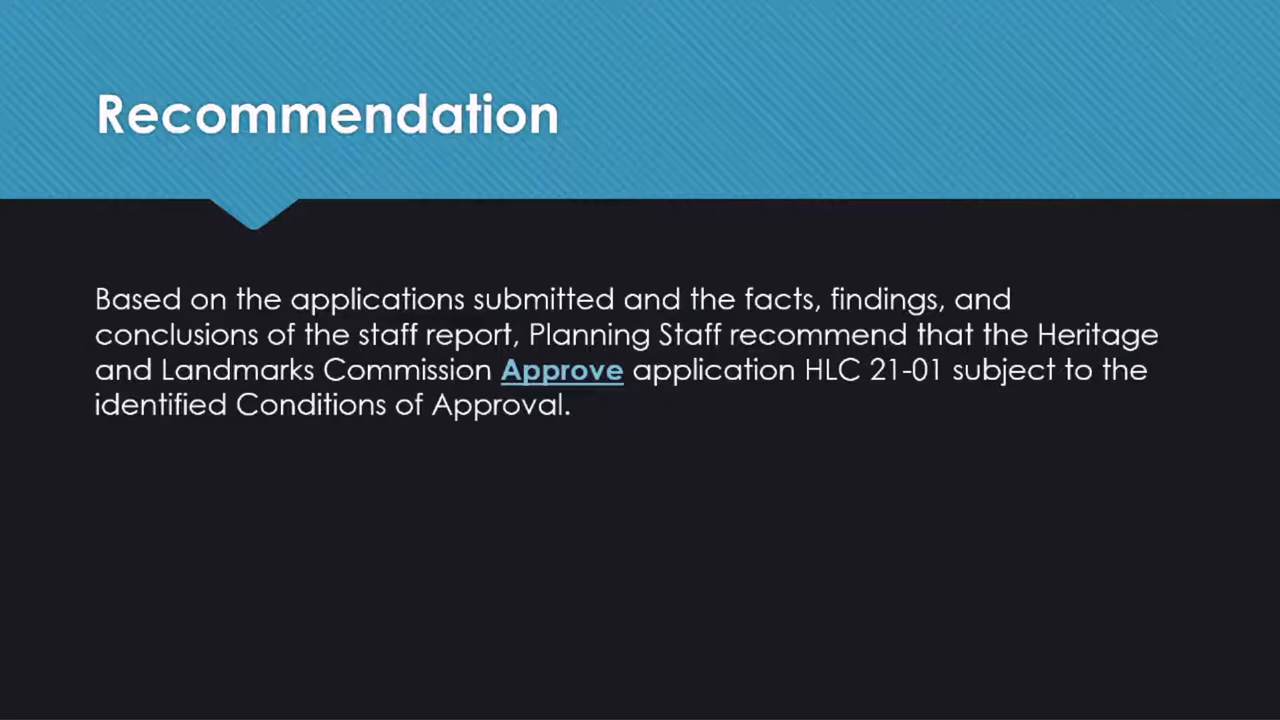 Recommendation
Based on the applications submitted and the facts, findings, and
conclusions of the staff report, Planning Staff recommend that the Heritage
and Landmarks Commission Approve application HLC 21-01 subject to the
identified Conditions of Approval.